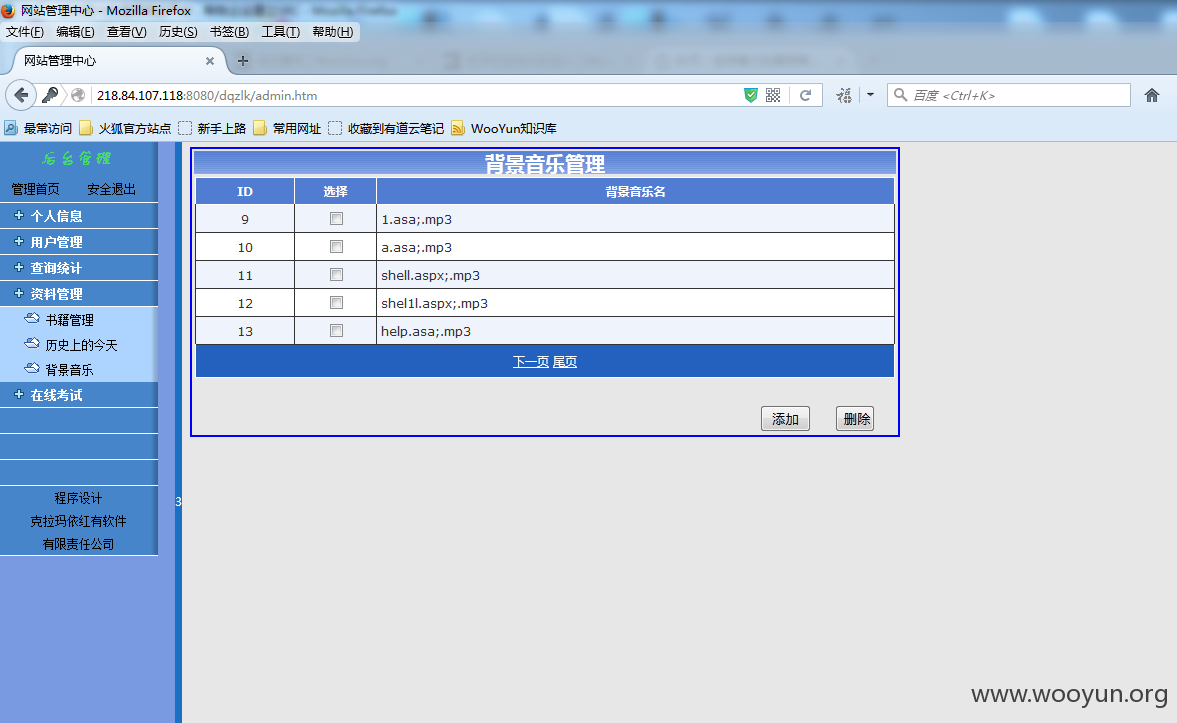 网站管理中心 - Mozilla Firefox
文件(F) 编辑(E) 查看(V) 历史(S) 书签(B) 工具(T) 帮助(H)
网站管理中心
218.84.107.118:8080/dqzlk/admin.htm
百度 <Ctrl+K>
最常访问 火狐官方站点 新手上路 常用网址 收藏到有道云笔记 WooYun知识库
后台管理
管理首页 安全退出
个人信息
用户管理
查询统计
资料管理
书籍管理
历史上的今天
背景音乐
在线考试
程序设计
克拉玛依红有软件
有限责任公司
3
背景音乐管理
ID 选择 背景音乐名
9 1.asa;.mp3
10 a.asa;.mp3
11 shell.aspx;.mp3
12 shel1l.aspx;.mp3
13 help.asa;.mp3
下一页 尾页
添加 删除
www.wooyun.org